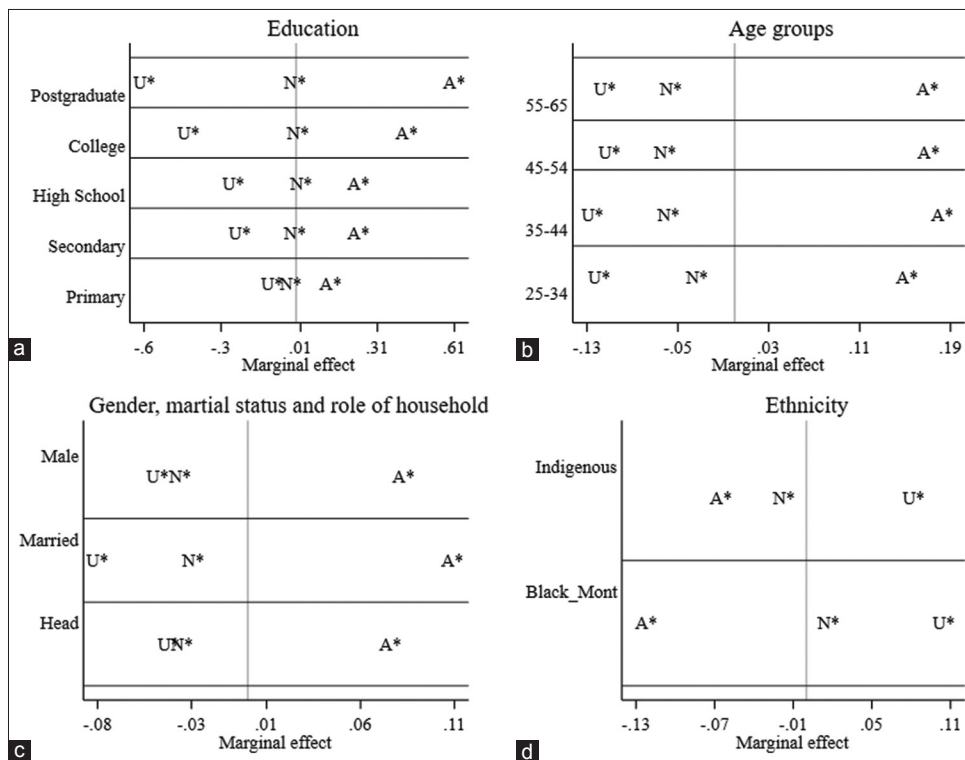 Education
Postgraduate
U*
N*
A*
College
U*
N*
A*
High School
U*
N*
A*
Secondary
U*
N*
A*
Primary
U*
N*
A*
-.6 -.3 .01 .31 .61
Marginal effect
a
Age groups
55-65
U*
N*
A*
45-54
U*
N*
A*
35-44
U*
N*
A*
25-34
U*
N*
A*
-.13 -.05 .03 .11 .19
Marginal effect
b
Gender, martial status and role of household
Male
U*
N*
A*
Married
U*
N*
A*
Head
U*
N*
A*
-.08 -.03 .01 .06 .11
Marginal effect
c
Ethnicity
Indigenous
A*
N*
U*
Black_Mont
A*
N*
U*
-.13 -.07 -.01 .05 .11
Marginal effect
d